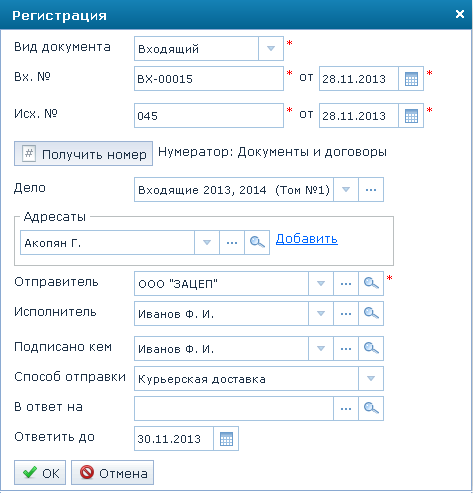 Регистрация
Вид документа Входящий *
Вх. № ВХ-00015 * от 28.11.2013 *
Исх. № 045 * от 28.11.2013 *
# Получить номер Нумератор: Документы и договоры
Дело Входящие 2013, 2014 (Том №1) ...
Адресаты
Акопян Г. ... Добавить
Отправитель ООО "ЗАЦЕП" ... *
Исполнитель Иванов Ф. И. ...
Подписано кем Иванов Ф. И. ...
Способ отправки Курьерская доставка
В ответ на ...
Ответить до 30.11.2013
OK Отмена